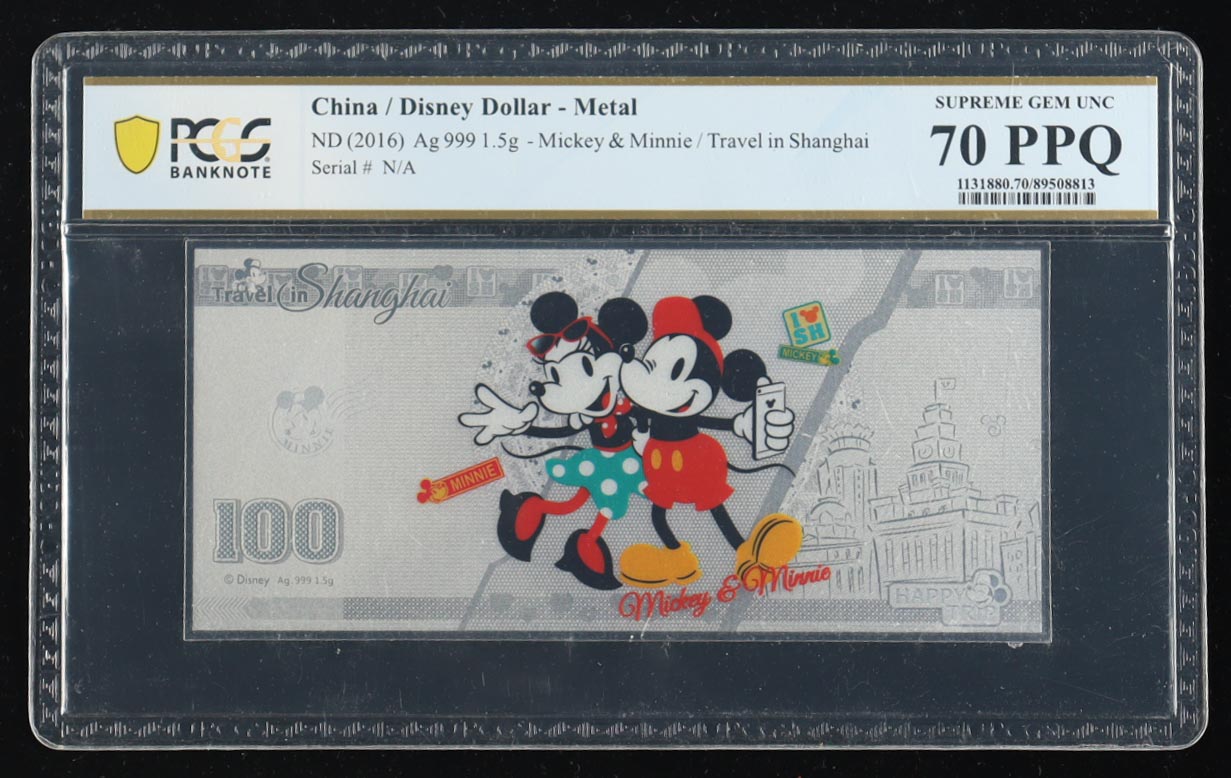 PCGS
BANKNOTE
China / Disney Dollar - Metal
ND (2016) Ag 999 1.5g - Mickey & Minnie / Travel in Shanghai
Serial # N/A
SUPREME GEM UNC
70 PPQ
1131880.70/89508813
Travel in Shanghai
I SH
MICKEY
MINNIE
MINNIE
100
© Disney Ag.999 1.5g
Mickey & Minnie
HAPPY
TRIP